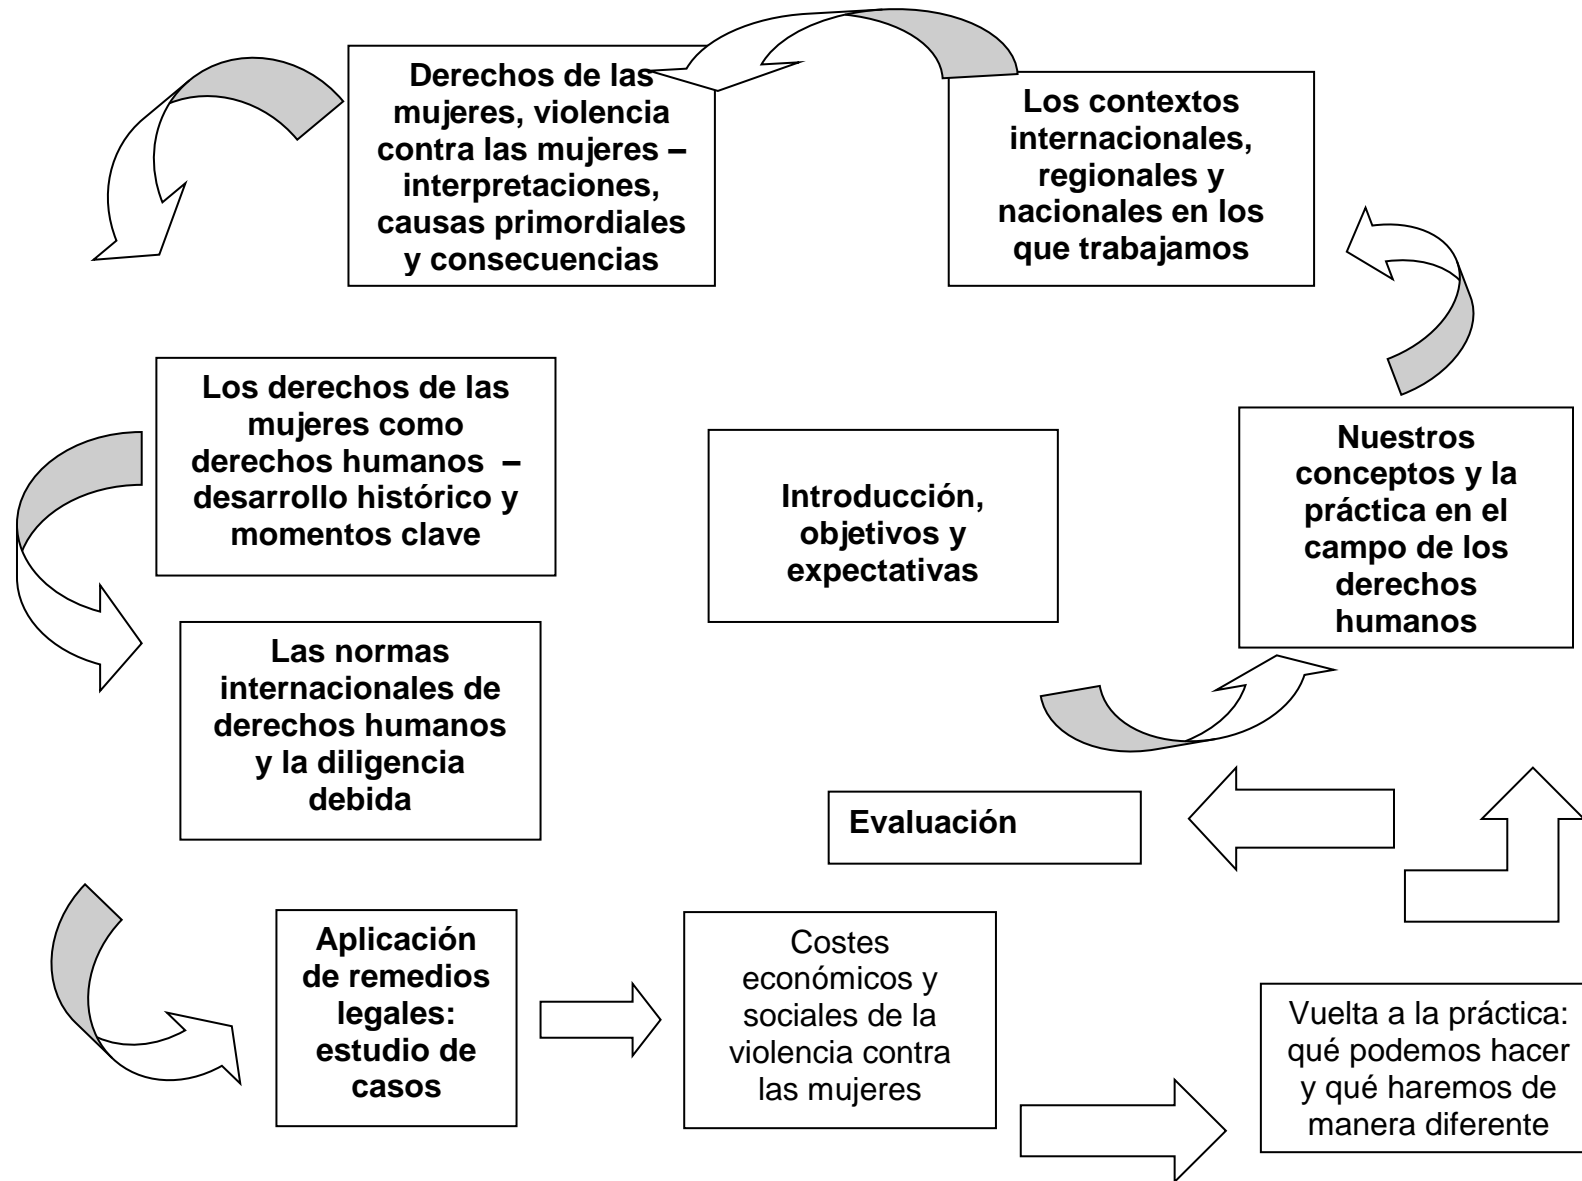 Derechos de las
mujeres, violencia
contra las mujeres –
interpretaciones,
causas primordiales
y consecuencias
Los contextos
internacionales,
regionales y
nacionales en los
que trabajamos
Los derechos de las
mujeres como
derechos humanos –
desarrollo histórico y
momentos clave
Introducción,
objetivos y
expectativas
Nuestros
conceptos y la
práctica en el
campo de los
derechos
humanos
Las normas
internacionales de
derechos humanos
y la diligencia
debida
Evaluación
Aplicación
de remedios
legales:
estudio de
casos
Costes
económicos y
sociales de la
violencia contra
las mujeres
Vuelta a la práctica:
qué podemos hacer
y qué haremos de
manera diferente